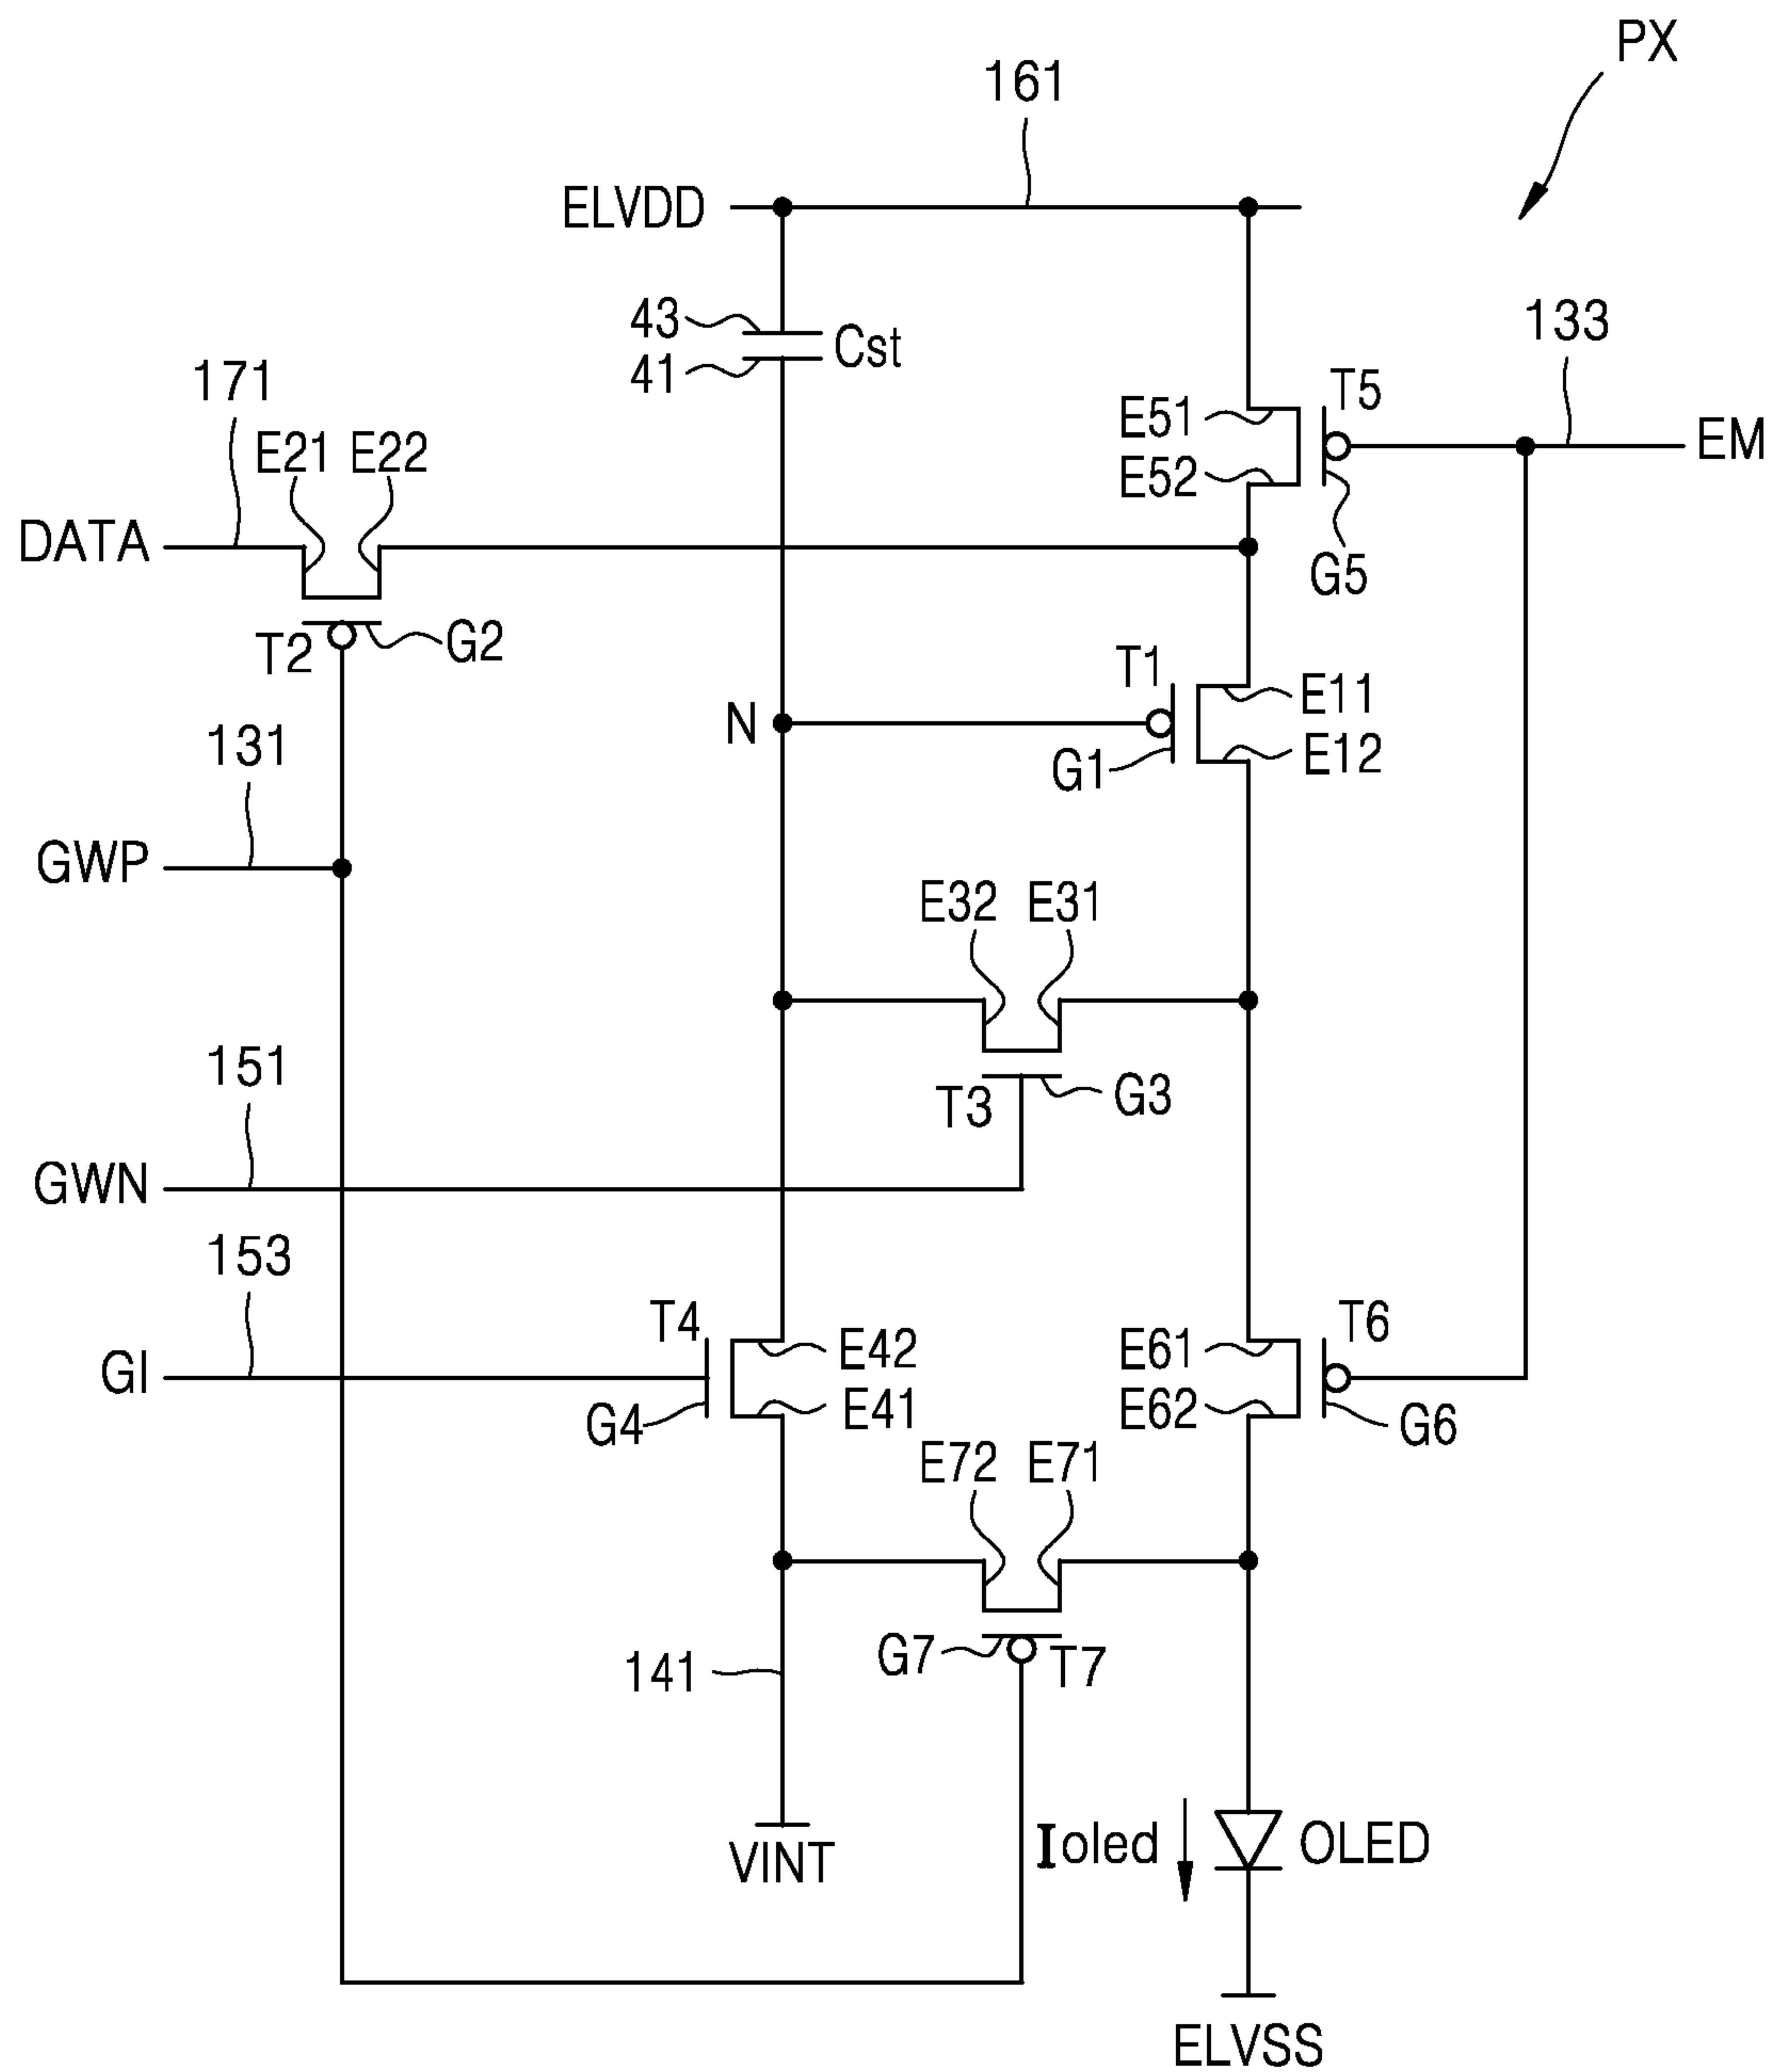 PX
161
ELVDD
43
Cst
41
133
171
T5
E51
EM
E21 E22
E52
DATA
G5
T2
G2
T1
E11
N
131
E12
G1
GWP
E32 E31
151
T3
G3
GWN
153
T4
T6
E42
E61
GI
E41
E62
G4
G6
E72 E71
G7
T7
141
Ioled
OLED
VINT
ELVSS